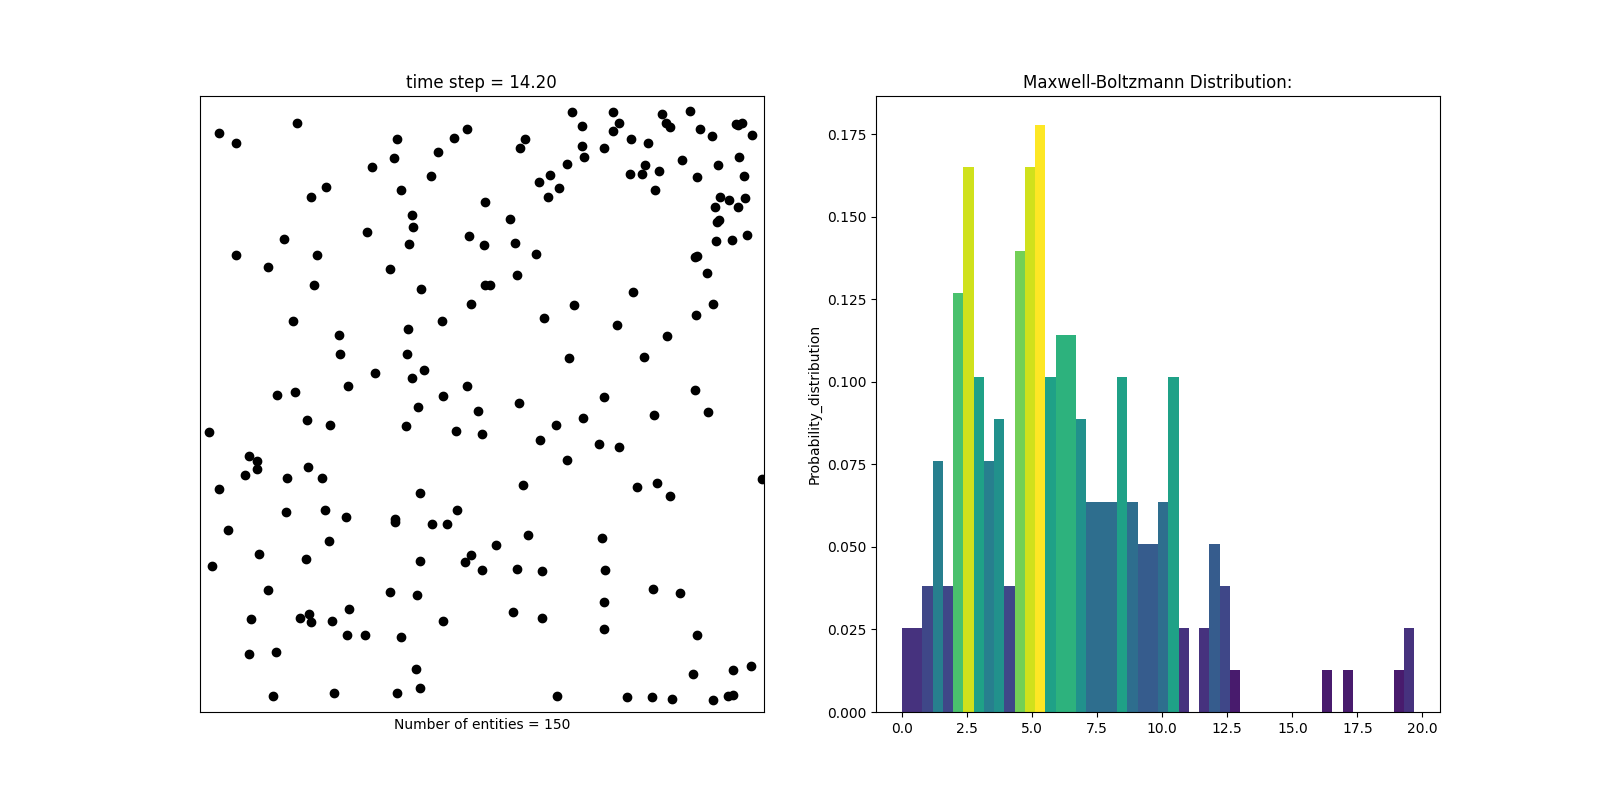 time step = 14.20
Number of entities = 150
Maxwell-Boltzmann Distribution:
Probability_distribution
0.175
0.150
0.125
0.100
0.075
0.050
0.025
0.000
0.0 2.5 5.0 7.5 10.0 12.5 15.0 17.5 20.0